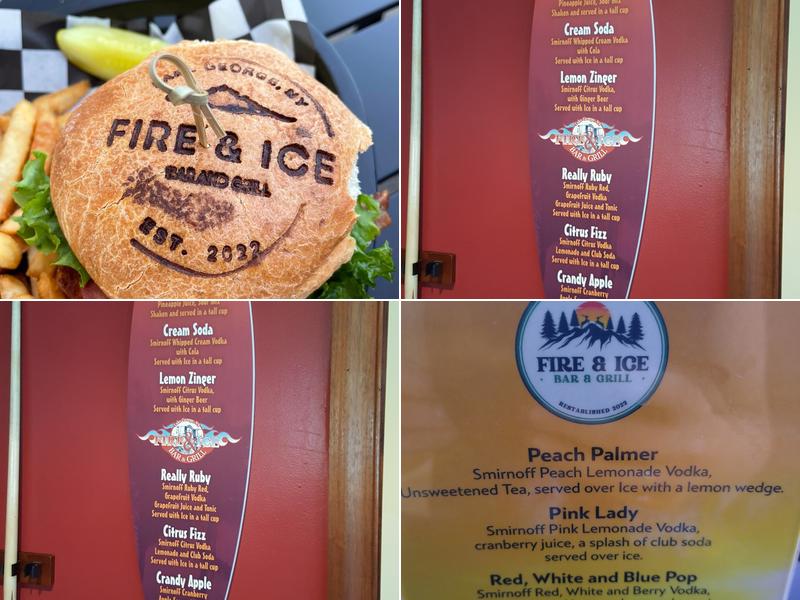 GEORGE, NY
FIRE & ICE
BAR AND GRILL
EST. 2022
Pineapple Juice, Sour Mix
Shaken and served in a tall cup
Cream Soda
Smirnoff Whipped Cream Vodka
with Cola
Served with Ice in a tall cup
Lemon Zinger
Smirnoff Citrus Vodka,
with Ginger Beer
Served with Ice in a tall cup
FIRE & ICE
BAR & GRILL
Really Ruby
Smirnoff Ruby Red,
Grapefruit Vodka
Grapefruit Juice and Tonic
Served with Ice in a tall cup
Citrus Fizz
Smirnoff Citrus Vodka
Lemonade and Club Soda
Served with Ice in a tall cup
Crandy Apple
Smirnoff Cranberry
Pineapple Juice, Sour Mix
Shaken and served in a tall cup
Cream Soda
Smirnoff Whipped Cream Vodka
with Cola
Served with Ice in a tall cup
Lemon Zinger
Smirnoff Citrus Vodka,
with Ginger Beer
Served with Ice in a tall cup
FIRE & ICE
BAR & GRILL
Really Ruby
Smirnoff Ruby Red,
Grapefruit Vodka
Grapefruit Juice and Tonic
Served with Ice in a tall cup
Citrus Fizz
Smirnoff Citrus Vodka,
Lemonade and Club Soda
Served with Ice in a tall cup
Crandy Apple
Smirnoff Cranberry
FIRE & ICE
BAR & GRILL
ESTABLISHED 2022
Peach Palmer
Smirnoff Peach Lemonade Vodka,
Unsweetened Tea, served over Ice with a lemon wedge.
Pink Lady
Smirnoff Pink Lemonade Vodka,
cranberry juice, a splash of club soda
served over ice.
Red, White and Blue Pop
Smirnoff Red, White and Berry Vodka,